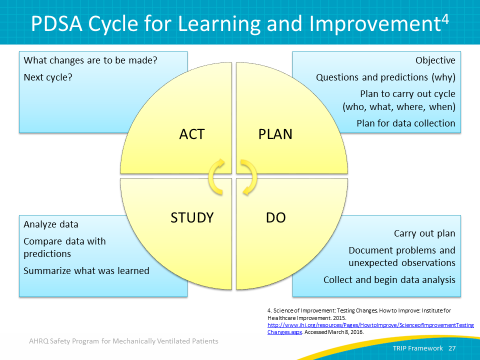 PDSA Cycle for Learning and Improvement4
What changes are to be made?
Next cycle?
Objective
Questions and predictions (why)
Plan to carry out cycle
(who, what, where, when)
Plan for data collection
ACT
PLAN
STUDY
DO
Analyze data
Compare data with
predictions
Summarize what was learned
Carry out plan
Document problems and
unexpected observations
Collect and begin data analysis
4. Science of Improvement: Testing Changes. How to Improve: Institute for
Healthcare Improvement. 2015.
http://www.ihi.org/resources/Pages/HowtoImprove/ScienceofImprovementTesting
Changes.aspx. Accessed March 8, 2016.
AHRQ Safety Program for Mechanically Ventilated Patients
TRIP Framework 27